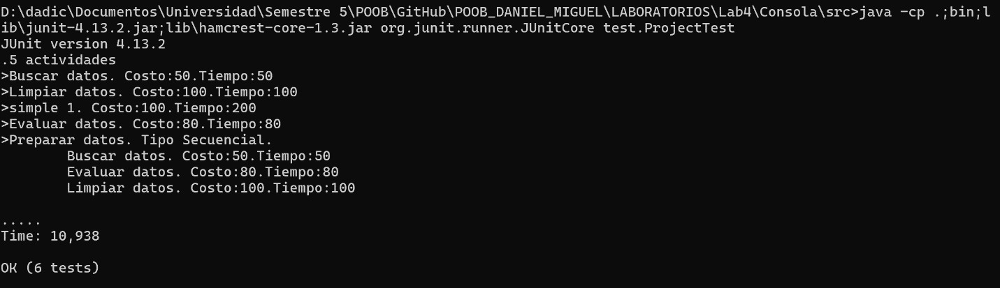 D:\dadic\Documentos\Universidad\Semestre 5\POOB\GitHub\POOB_DANIEL_MIGUEL\LABORATORIOS\Lab4\Consola\src>java -cp .;bin;l
ib\junit-4.13.2.jar;lib\hamcrest-core-1.3.jar org.junit.runner.JUnitCore test.ProjectTest
JUnit version 4.13.2
.5 actividades
>Buscar datos. Costo:50.Tiempo:50
>Limpiar datos. Costo:100.Tiempo:100
>simple 1. Costo:100.Tiempo:200
>Evaluar datos. Costo:80.Tiempo:80
>Preparar datos. Tipo Secuencial.
        Buscar datos. Costo:50.Tiempo:50
        Evaluar datos. Costo:80.Tiempo:80
        Limpiar datos. Costo:100.Tiempo:100
.....
Time: 10,938
OK (6 tests)